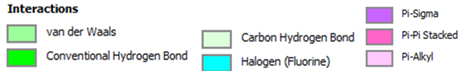 Interactions
van der Waals
Conventional Hydrogen Bond
Carbon Hydrogen Bond
Halogen (Fluorine)
Pi-Sigma
Pi-Pi Stacked
Pi-Alkyl